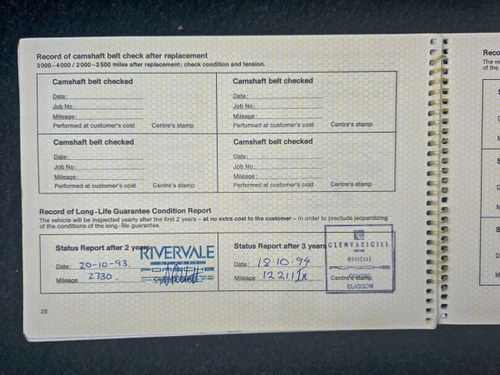 Record of camshaft belt check after replacement
3000-4000 / 2000-2500 miles after replacement: check condition and tension.
Camshaft belt checked
Date:
Job No:
Mileage:
Performed at customer's cost Centre's stamp
Camshaft belt checked
Date:
Job No:
Mileage:
Performed at customer's cost Centre's stamp
Camshaft belt checked
Date:
Job No:
Mileage:
Performed at customer's cost Centre's stamp
Camshaft belt checked
Date:
Job No:
Mileage:
Performed at customer's cost Centre's stamp
Record of Long-Life Guarantee Condition Report
The vehicle will be inspected yearly after the first 2 years - at no extra cost to the customer - in order to preclude jeopardizing
of the conditions of the long-life guarantee.
Status Report after 2 years
RIVERVALE
PORSCHE
Date: 20-10-93.
Mileage 2730.
Status Report after 3 years
GLENVARIGILL
OFFICIAL
Date: 18.10.94
Mileage 12211
Centre's stamp
GLASGOW
28
Reco
The ve
of the